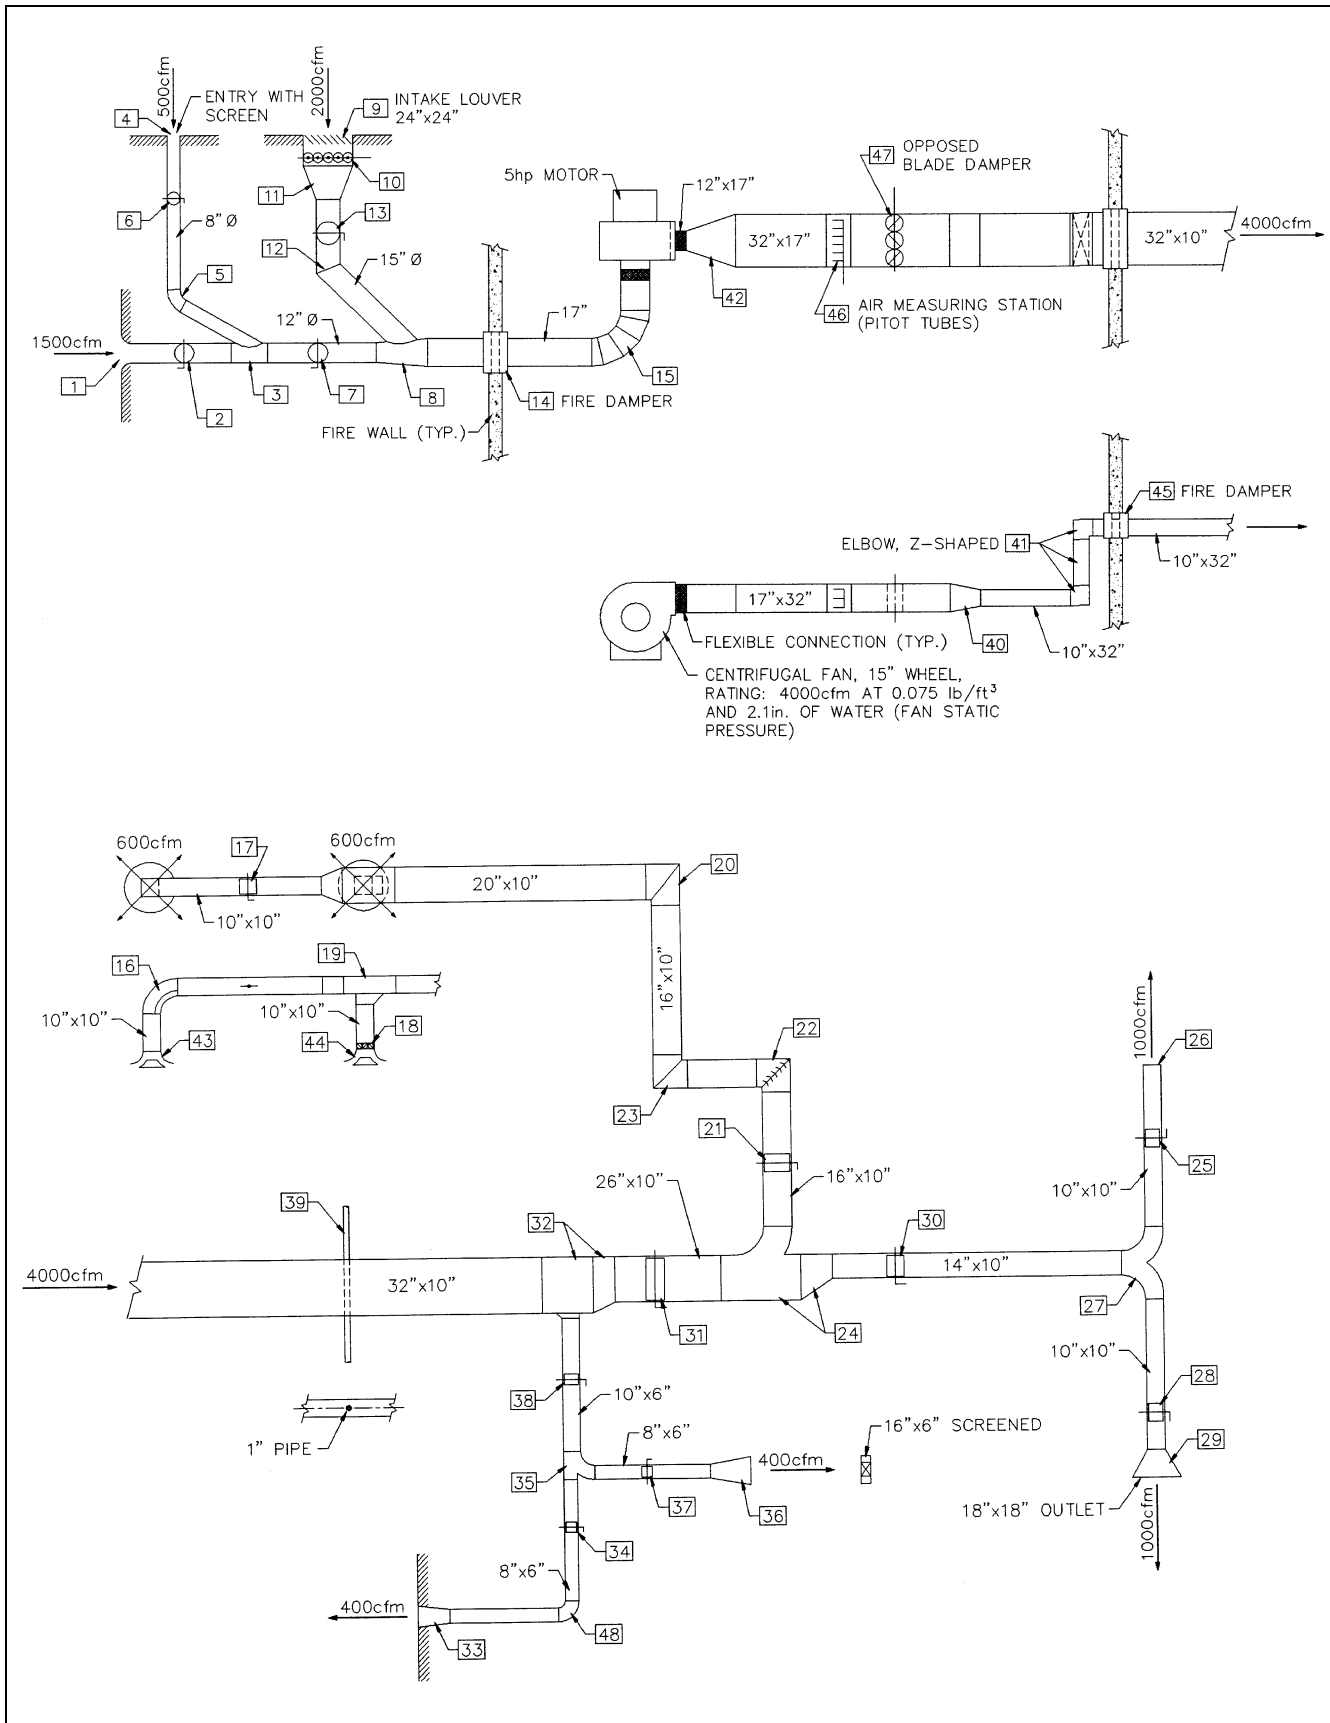 500cfm
ENTRY WITH
SCREEN
4
2000cfm
9 INTAKE LOUVER
24"x24"
10
11
6
8"Ø
13
12
15"Ø
5
12"Ø
1500cfm
1
2
3
7
8
17"
14 FIRE DAMPER
15
FIRE WALL (TYP.)
5hp MOTOR
12"x17"
47 OPPOSED
BLADE DAMPER
32"x17"
32"x10"
4000cfm
42
46 AIR MEASURING STATION
(PITOT TUBES)
45 FIRE DAMPER
ELBOW, Z-SHAPED 41
10"x32"
17"x32"
FLEXIBLE CONNECTION (TYP.)
40
10"x32"
CENTRIFUGAL FAN, 15" WHEEL,
RATING: 4000cfm AT 0.075 lb/ft³
AND 2.1in. OF WATER (FAN STATIC
PRESSURE)
600cfm
17
600cfm
20
20"x10"
10"x10"
16
19
16"x10"
10"x10"
10"x10"
18
43
44
22
23
21
1000cfm
26
25
26"x10"
16"x10"
10"x10"
39
32
30
4000cfm
32"x10"
14"x10"
27
31
24
10"x10"
38
10"x6"
28
1" PIPE
8"x6"
400cfm
16"x6" SCREENED
29
35
37
36
18"x18" OUTLET
1000cfm
34
8"x6"
400cfm
33
48